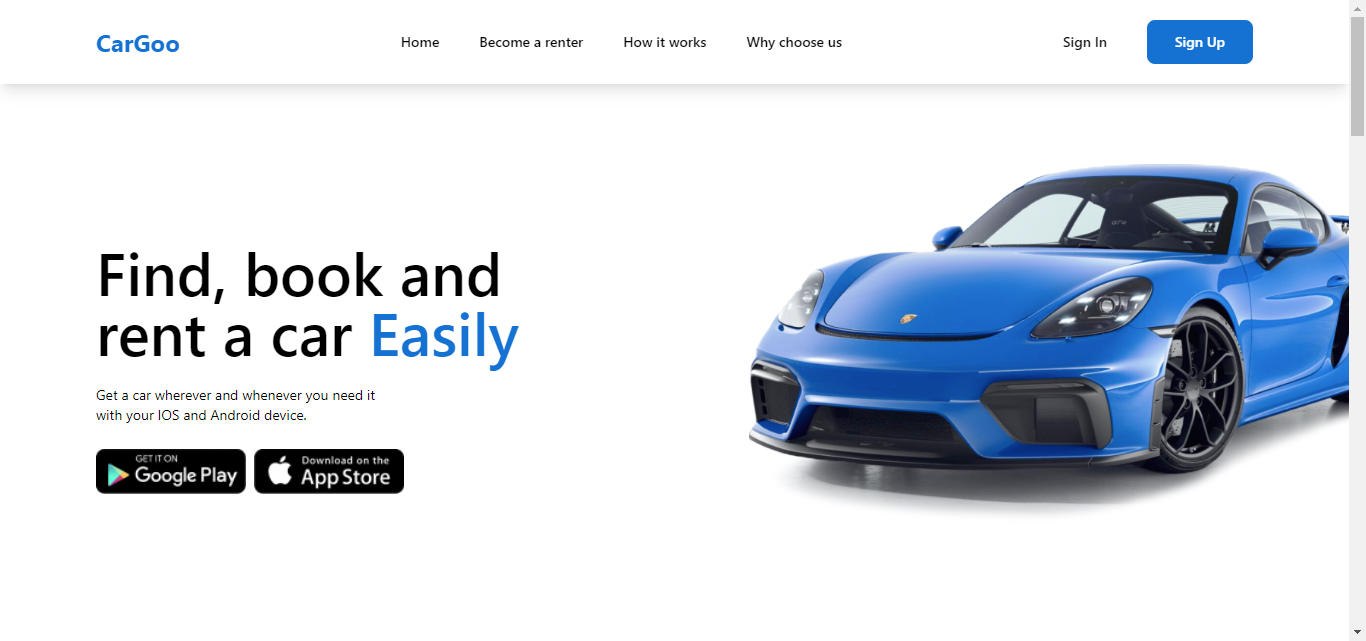 CarGoo
Home
Become a renter
How it works
Why choose us
Sign In
Sign Up
Find, book and
rent a car Easily
Get a car wherever and whenever you need it
with your IOS and Android device.
GET IT ON
Google Play
Download on the
App Store